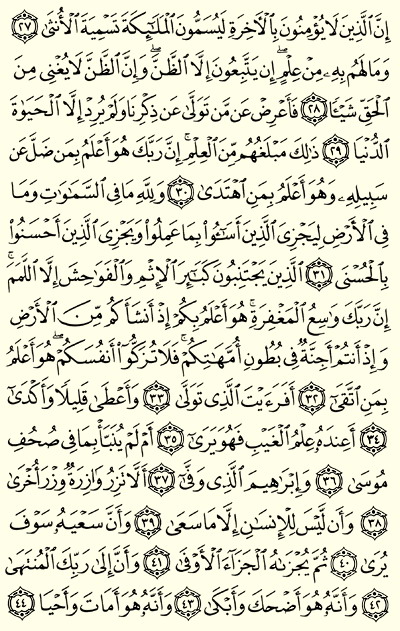 إِنَّ ٱلَّذِينَ لَا يُؤْمِنُونَ بِٱلْأَخِرَةِ لَيُسَمُّونَ ٱلْمَلَٰٓئِكَةَ تَسْمِيَةَ ٱلْأُنثَىٰ ٢٧
وَمَا لَهُم بِهِۦ مِنْ عِلْمٍ إِن يَتَّبِعُونَ إِلَّا ٱلظَّنَّ ۖ وَإِنَّ ٱلظَّنَّ لَا يُغْنِى مِنَ
ٱلْحَقِّ شَيْـًٔا ٢٨ فَأَعْرِضْ عَن مَّن تَوَلَّىٰ عَن ذِكْرِنَا وَلَمْ يُرِدْ إِلَّا ٱلْحَيَوٰةَ
ٱلدُّنْيَا ٢٩ ذَٰلِكَ مَبْلَغُهُم مِّنَ ٱلْعِلْمِ ۚ إِنَّ رَبَّكَ هُوَ أَعْلَمُ بِمَن ضَلَّ عَن
سَبِيلِهِۦ وَهُوَ أَعْلَمُ بِمَنِ ٱهْتَدَىٰ ٣٠ وَلِلَّهِ مَا فِى ٱلسَّمَٰوَٰتِ وَمَا
فِى ٱلْأَرْضِ لِيَجْزِىَ ٱلَّذِينَ أَسَٰٓـُٔوا۟ بِمَا عَمِلُوا۟ وَيَجْزِىَ ٱلَّذِينَ أَحْسَنُوا۟
بِٱلْحُسْنَى ٣١ ٱلَّذِينَ يَجْتَنِبُونَ كَبَٰٓئِرَ ٱلْإِثْمِ وَٱلْفَوَٰحِشَ إِلَّا ٱللَّمَمَ ۚ
إِنَّ رَبَّكَ وَٰسِعُ ٱلْمَغْفِرَةِ ۚ هُوَ أَعْلَمُ بِكُمْ إِذْ أَنشَأَكُم مِّنَ ٱلْأَرْضِ
وَإِذْ أَنتُمْ أَجِنَّةٌ فِى بُطُونِ أُمَّهَٰتِكُمْ ۖ فَلَا تُزَكُّوٓا۟ أَنفُسَكُمْ ۖ هُوَ أَعْلَمُ
بِمَنِ ٱتَّقَىٰٓ ٣٢ أَفَرَءَيْتَ ٱلَّذِى تَوَلَّىٰ ٣٣ وَأَعْطَىٰ قَلِيلًا وَأَكْدَىٰٓ
٣٤ أَعِندَهُۥ عِلْمُ ٱلْغَيْبِ فَهُوَ يَرَىٰٓ ٣٥ أَمْ لَمْ يُنَبَّأْ بِمَا فِى صُحُفِ
مُوسَىٰ ٣٦ وَإِبْرَٰهِيمَ ٱلَّذِى وَفَّىٰٓ ٣٧ أَلَّا تَزِرُ وَازِرَةٌ وِزْرَ أُخْرَىٰ
٣٨ وَأَن لَّيْسَ لِلْإِنسَٰنِ إِلَّا مَا سَعَىٰ ٣٩ وَأَنَّ سَعْيَهُۥ سَوْفَ
يُرَىٰ ٤٠ ثُمَّ يُجْزَىٰهُ ٱلْجَزَآءَ ٱلْأَوْفَىٰ ٤١ وَأَنَّ إِلَىٰ رَبِّكَ ٱلْمُنتَهَىٰ
٤٢ وَأَنَّهُۥ هُوَ أَضْحَكَ وَأَبْكَىٰ ٤٣ وَأَنَّهُۥ هُوَ أَمَاتَ وَأَحْيَا ٤٤